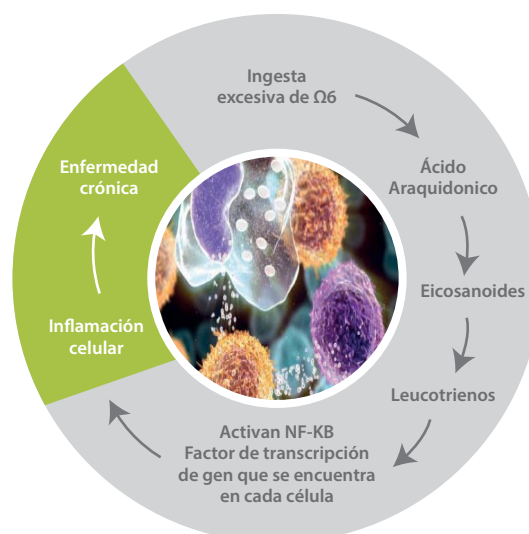 Ingesta
excesiva de Ω6
Ácido
Araquidonico
Eicosanoides
Leucotrienos
Activan NF-KB
Factor de transcripción
de gen que se encuentra
en cada célula
Inflamación
celular
Enfermedad
crónica